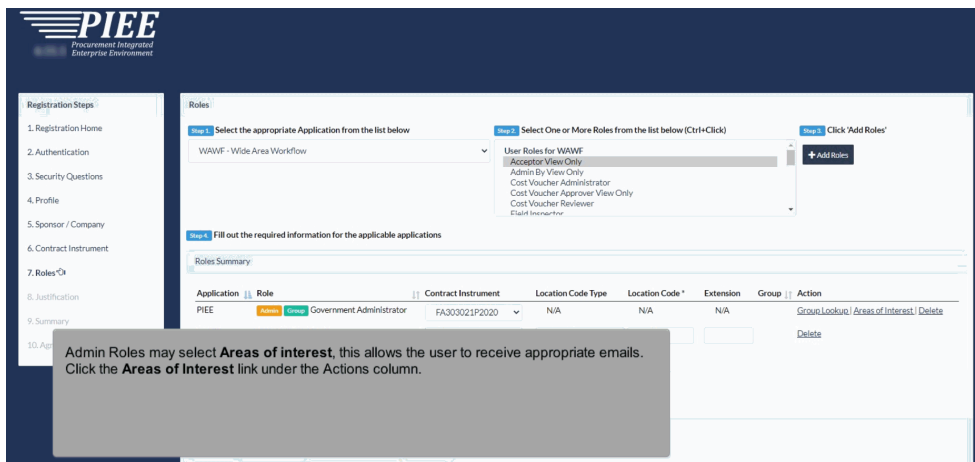 PIEE
Procurement Integrated
Enterprise Environment
Registration Steps
1. Registration Home
2. Authentication
3. Security Questions
4. Profile
5. Sponsor / Company
6. Contract Instrument
7. Roles
8. Justification
9. Summary
10.
Roles
Step 1. Select the appropriate Application from the list below
WAWF - Wide Area Workflow
Step 2. Select One or More Roles from the list below (Ctrl+Click)
User Roles for WAWF
Acceptor View Only
Admin By View Only
Cost Voucher Administrator
Cost Voucher Approver View Only
Cost Voucher Reviewer
Field Inspector
Step 3. Click 'Add Roles'
+ Add Roles
Step 4. Fill out the required information for the applicable applications
Roles Summary
Application Role Contract Instrument Location Code Type Location Code * Extension Group Action
PIEE Admin Group Government Administrator FA303021P2020 N/A N/A N/A Group Lookup | Areas of Interest | Delete
Delete
Admin Roles may select Areas of interest, this allows the user to receive appropriate emails.
Click the Areas of Interest link under the Actions column.